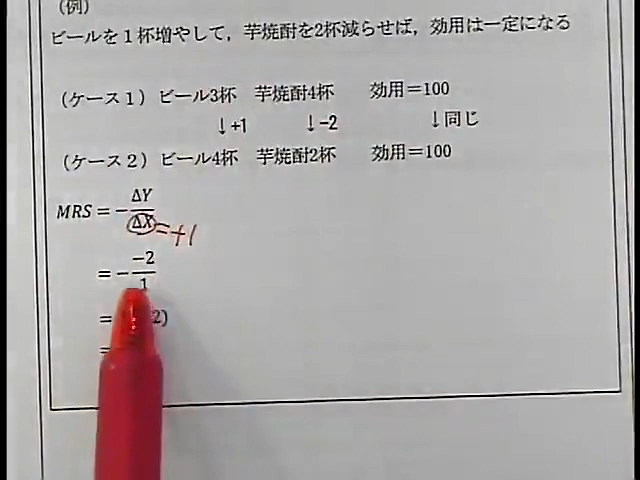 (例)
ビールを1杯増やして，芋焼酎を2杯減らせば，効用は一定になる
（ケース1）ビール3杯　芋焼酎4杯　効用＝100
↓+1　↓−2　↓同じ
（ケース2）ビール4杯　芋焼酎2杯　効用＝100
MRS = −ΔY/ΔX =+1
= − −2/1
= 2)
=